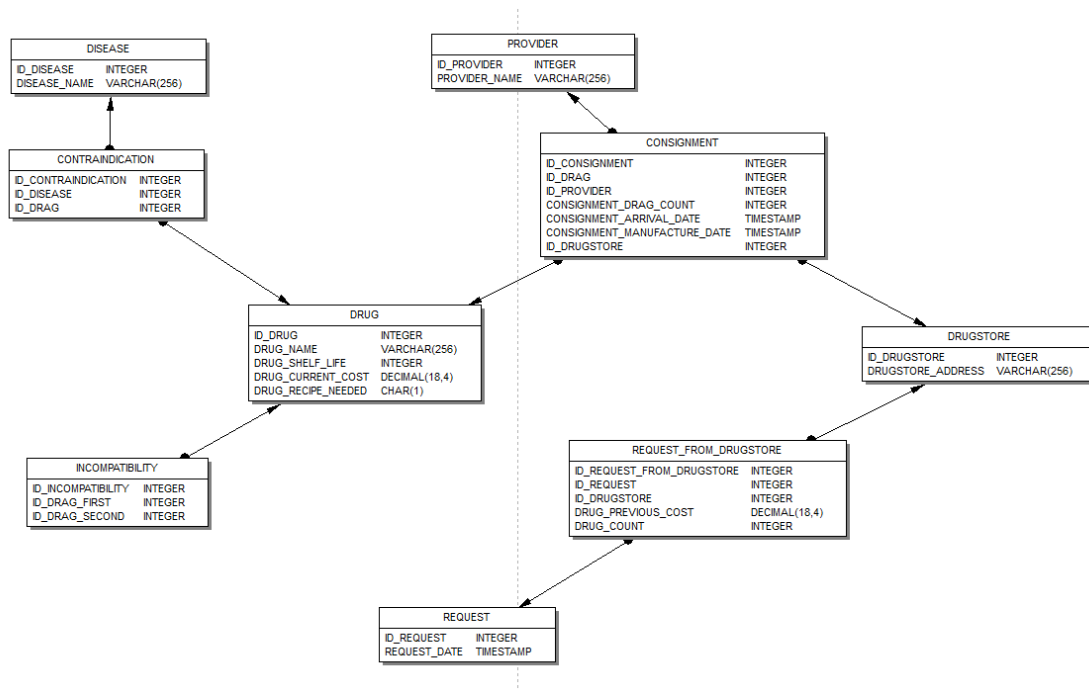 DISEASE
ID_DISEASE INTEGER
DISEASE_NAME VARCHAR(256)
PROVIDER
ID_PROVIDER INTEGER
PROVIDER_NAME VARCHAR(256)
CONTRAINDICATION
ID_CONTRAINDICATION INTEGER
ID_DISEASE INTEGER
ID_DRAG INTEGER
CONSIGNMENT
ID_CONSIGNMENT INTEGER
ID_DRAG INTEGER
ID_PROVIDER INTEGER
CONSIGNMENT_DRAG_COUNT INTEGER
CONSIGNMENT_ARRIVAL_DATE TIMESTAMP
CONSIGNMENT_MANUFACTURE_DATE TIMESTAMP
ID_DRUGSTORE INTEGER
DRUG
ID_DRUG INTEGER
DRUG_NAME VARCHAR(256)
DRUG_SHELF_LIFE INTEGER
DRUG_CURRENT_COST DECIMAL(18,4)
DRUG_RECIPE_NEEDED CHAR(1)
DRUGSTORE
ID_DRUGSTORE INTEGER
DRUGSTORE_ADDRESS VARCHAR(256)
INCOMPATIBILITY
ID_INCOMPATIBILITY INTEGER
ID_DRAG_FIRST INTEGER
ID_DRAG_SECOND INTEGER
REQUEST_FROM_DRUGSTORE
ID_REQUEST_FROM_DRUGSTORE INTEGER
ID_REQUEST INTEGER
ID_DRUGSTORE INTEGER
DRUG_PREVIOUS_COST DECIMAL(18,4)
DRUG_COUNT INTEGER
REQUEST
ID_REQUEST INTEGER
REQUEST_DATE TIMESTAMP